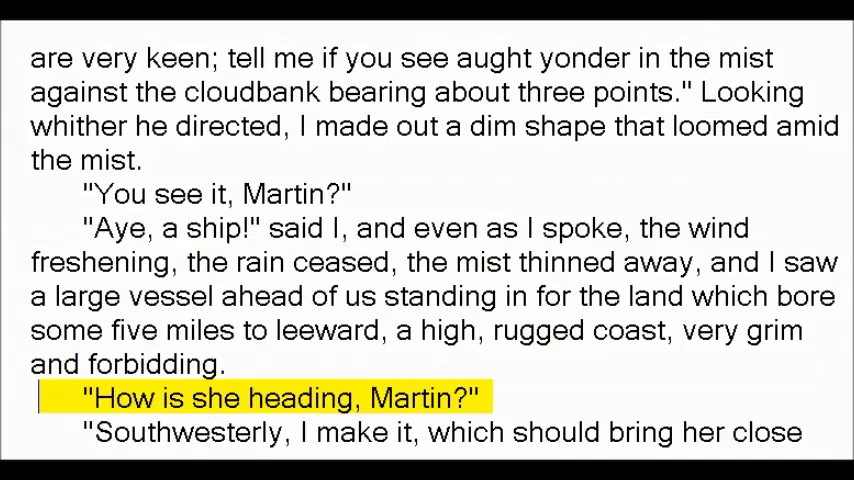 are very keen; tell me if you see aught yonder in the mist
against the cloudbank bearing about three points." Looking
whither he directed, I made out a dim shape that loomed amid
the mist.
"You see it, Martin?"
"Aye, a ship!" said I, and even as I spoke, the wind
freshening, the rain ceased, the mist thinned away, and I saw
a large vessel ahead of us standing in for the land which bore
some five miles to leeward, a high, rugged coast, very grim
and forbidding.
"How is she heading, Martin?"
"Southwesterly, I make it, which should bring her close